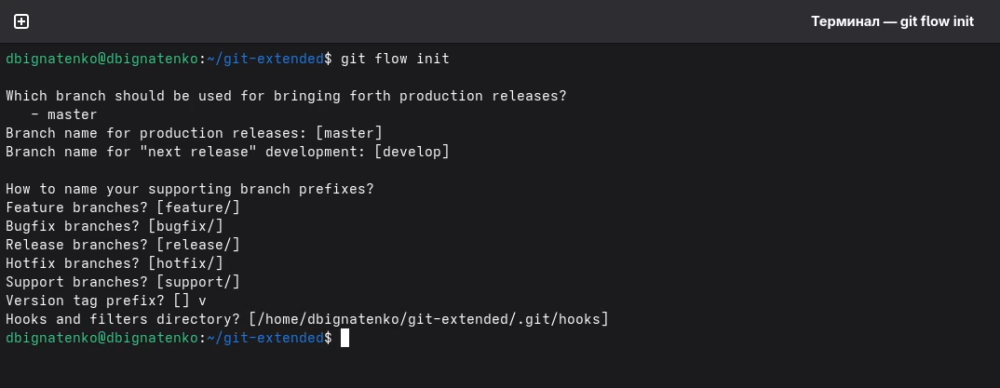 Терминал — git flow init
dbignatenko@dbignatenko:~/git-extended$ git flow init
Which branch should be used for bringing forth production releases?
   - master
Branch name for production releases: [master]
Branch name for "next release" development: [develop]
How to name your supporting branch prefixes?
Feature branches? [feature/]
Bugfix branches? [bugfix/]
Release branches? [release/]
Hotfix branches? [hotfix/]
Support branches? [support/]
Version tag prefix? [] v
Hooks and filters directory? [/home/dbignatenko/git-extended/.git/hooks]
dbignatenko@dbignatenko:~/git-extended$